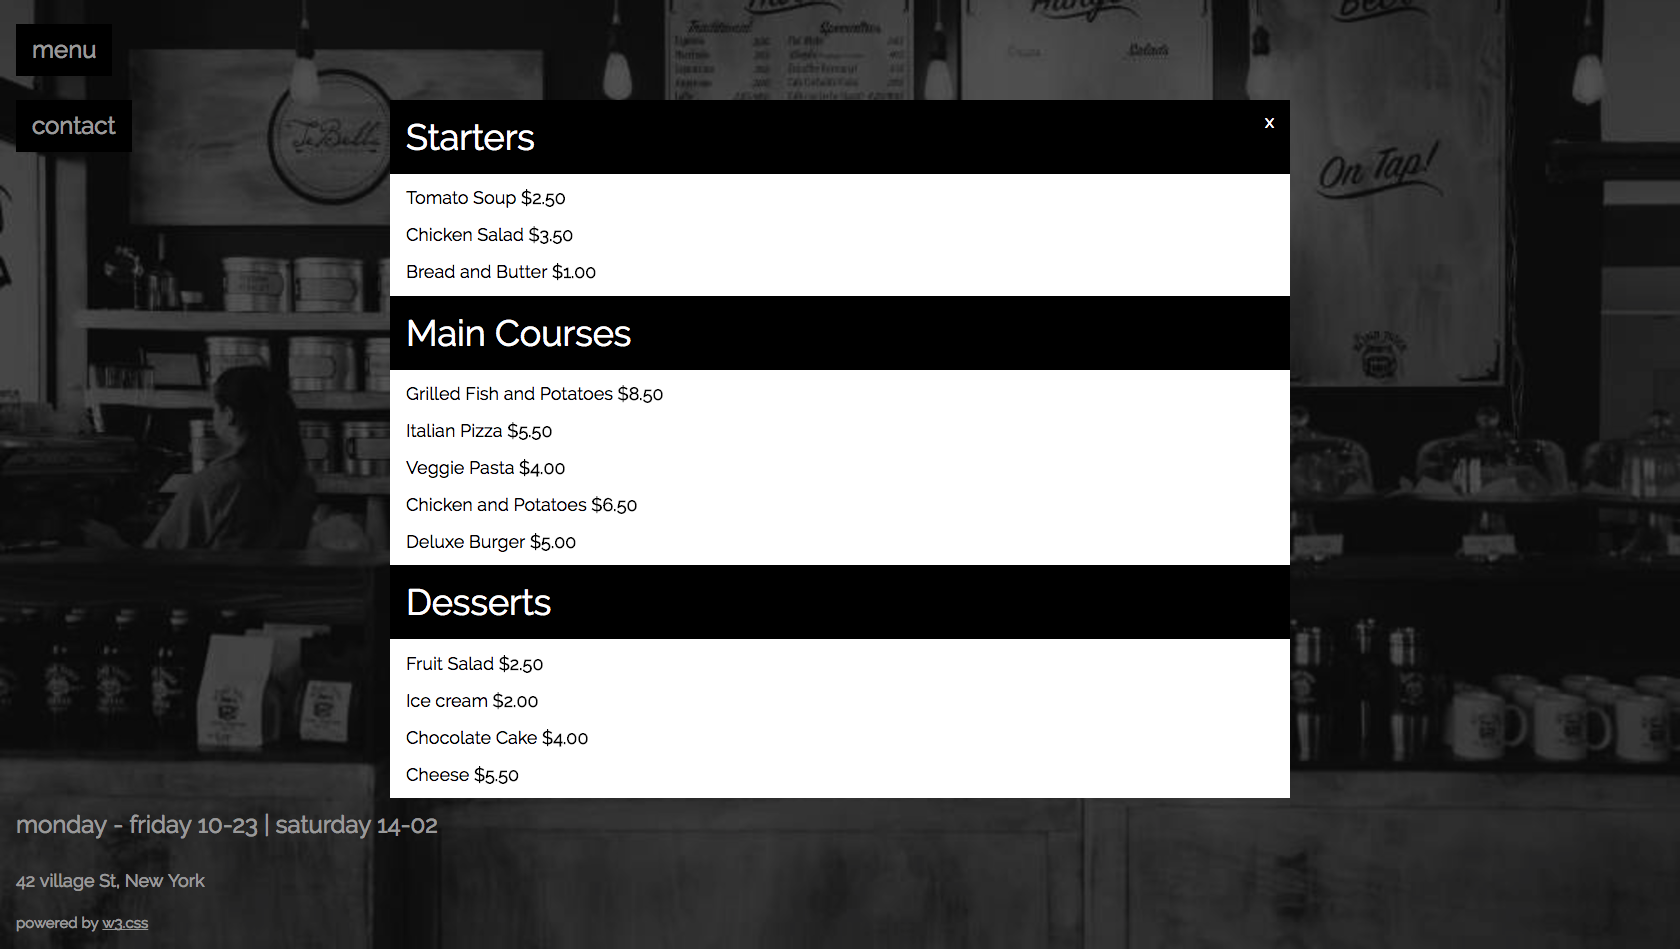 menu
contact
Traditional
Specialties
Salads
On Tap!
Starters
x
Tomato Soup $2.50
Chicken Salad $3.50
Bread and Butter $1.00
Main Courses
Grilled Fish and Potatoes $8.50
Italian Pizza $5.50
Veggie Pasta $4.00
Chicken and Potatoes $6.50
Deluxe Burger $5.00
Desserts
Fruit Salad $2.50
Ice cream $2.00
Chocolate Cake $4.00
Cheese $5.50
monday - friday 10-23 | saturday 14-02
42 village St, New York
powered by w3.css